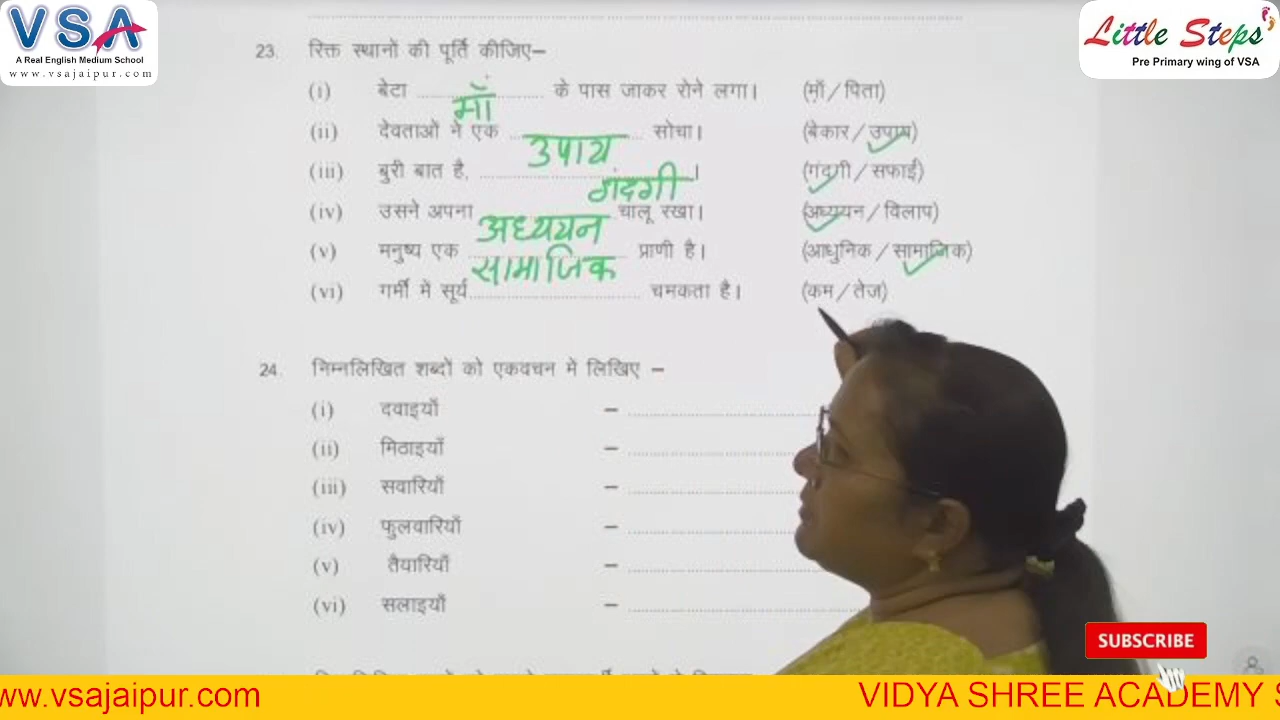 VSA
A Real English Medium School
www.vsajaipur.com
Little Steps
Pre Primary wing of VSA
23. रिक्त स्थानों की पूर्ति कीजिए–
(i) बेटा माँ के पास जाकर रोने लगा। (माँ / पिता)
(ii) देवताओं ने एक उपाय सोचा। (बेकार / उपाय)
(iii) बुरी बात है, गंदगी । (गंदगी / सफाई)
(iv) उसने अपना अध्ययन चालू रखा। (अध्ययन / विलाप)
(v) मनुष्य एक सामाजिक प्राणी है। (आधुनिक / सामाजिक)
(vi) गर्मी में सूर्य ........ चमकता है। (कम / तेज)
24. निम्नलिखित शब्दों को एकवचन में लिखिए –
(i) दवाइयाँ –
(ii) मिठाइयाँ –
(iii) सवारियाँ –
(iv) फुलवारियाँ –
(v) तैयारियाँ –
(vi) सलाइयाँ –
SUBSCRIBE
www.vsajaipur.com VIDYA SHREE ACADEMY